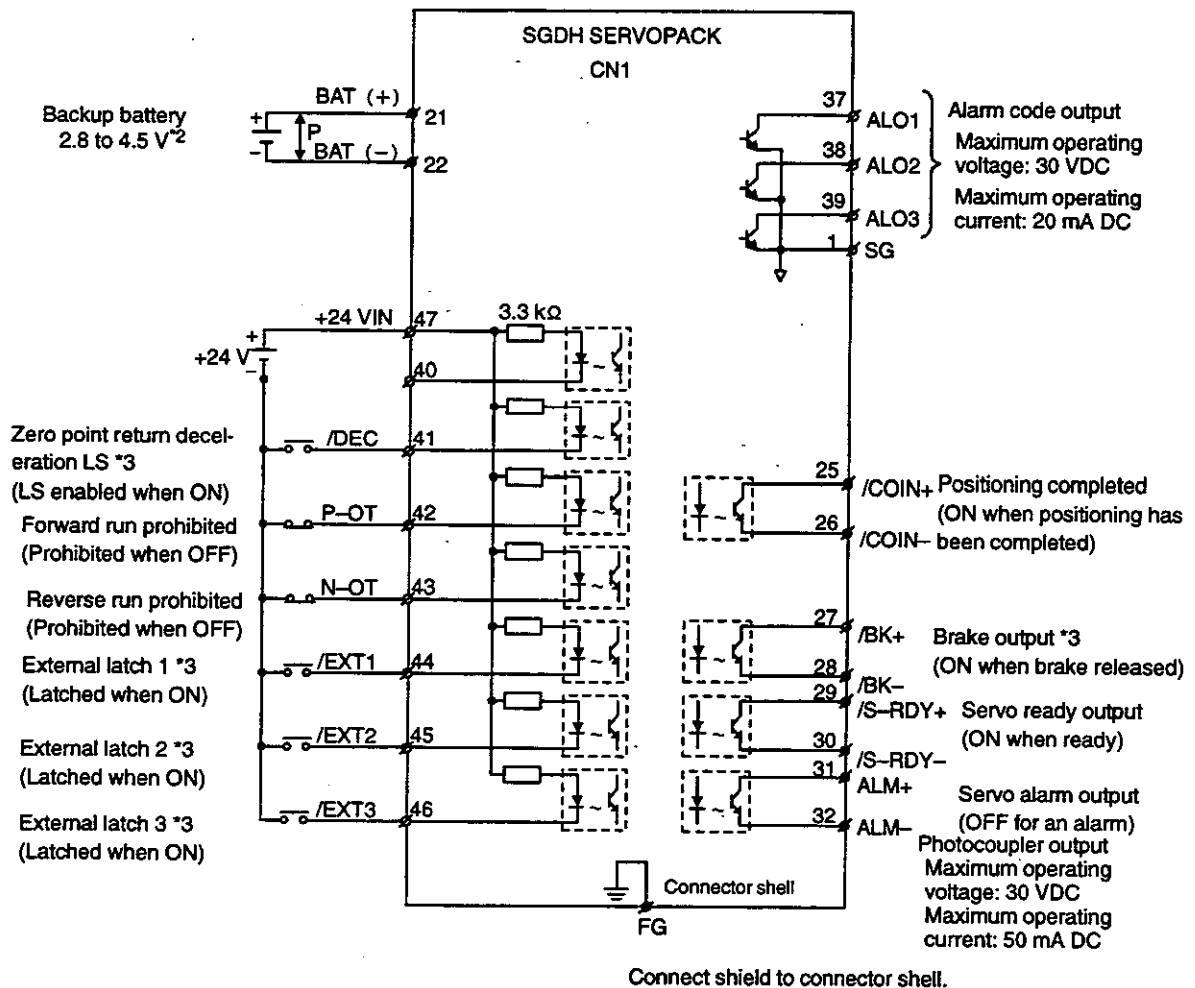 SGDH SERVOPACK
CN1
Backup battery
2.8 to 4.5 V*2
+
–
P
BAT (+)
21
BAT (–)
22
37
ALO1
38
ALO2
39
ALO3
1
SG
Alarm code output
Maximum operating
voltage: 30 VDC
Maximum operating
current: 20 mA DC
+24 VIN
47
3.3 kΩ
+
+24 V
–
40
Zero point return decel-
eration LS *3
(LS enabled when ON)
/DEC
41
Forward run prohibited
(Prohibited when OFF)
P–OT
42
Reverse run prohibited
(Prohibited when OFF)
N–OT
43
External latch 1 *3
(Latched when ON)
/EXT1
44
External latch 2 *3
(Latched when ON)
/EXT2
45
External latch 3 *3
(Latched when ON)
/EXT3
46
25
/COIN+
26
/COIN–
Positioning completed
(ON when positioning has
been completed)
27
/BK+
28
/BK–
Brake output *3
(ON when brake released)
29
/S–RDY+
30
/S–RDY–
Servo ready output
(ON when ready)
31
ALM+
32
ALM–
Servo alarm output
(OFF for an alarm)
Photocoupler output
Maximum operating
voltage: 30 VDC
Maximum operating
current: 50 mA DC
Connector shell
FG
Connect shield to connector shell.